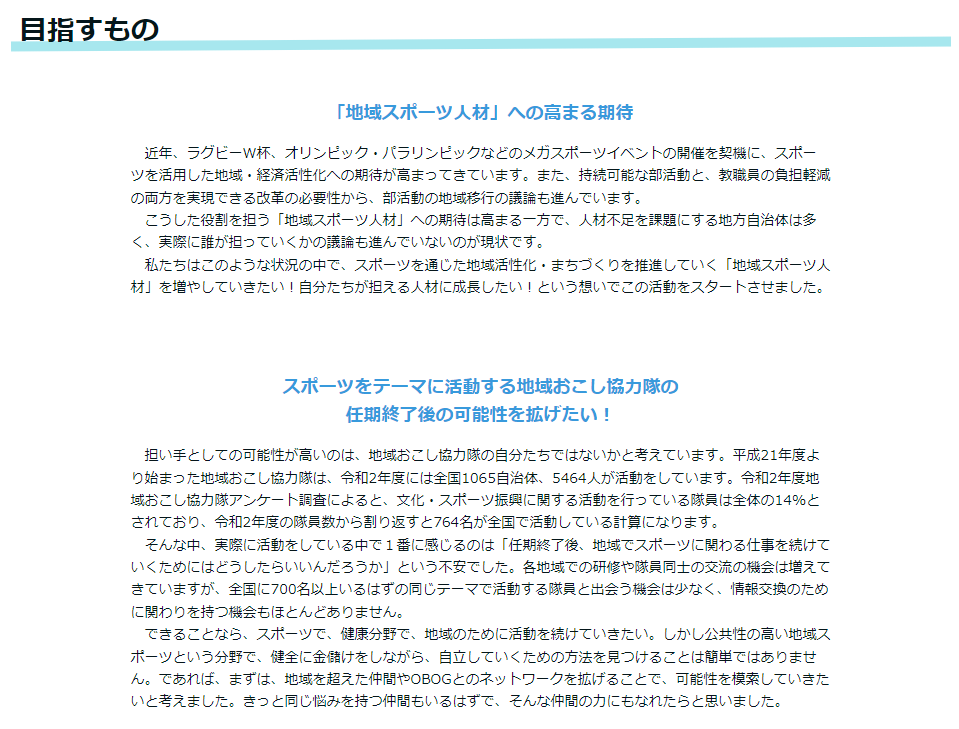 目指すもの
「地域スポーツ人材」への高まる期待
　近年、ラグビーW杯、オリンピック・パラリンピックなどのメガスポーツイベントの開催を契機に、スポー
ツを活用した地域・経済活性化への期待が高まってきています。また、持続可能な部活動と、教職員の負担軽減
の両方を実現できる改革の必要性から、部活動の地域移行の議論も進んでいます。
　こうした役割を担う「地域スポーツ人材」への期待は高まる一方で、人材不足を課題にする地方自治体は多
く、実際に誰が担っていくかの議論も進んでいないのが現状です。
　私たちはこのような状況の中で、スポーツを通じた地域活性化・まちづくりを推進していく「地域スポーツ人
材」を増やしていきたい！自分たちが担える人材に成長したい！という想いでこの活動をスタートさせました。
スポーツをテーマに活動する地域おこし協力隊の
任期終了後の可能性を拡げたい！
　担い手としての可能性が高いのは、地域おこし協力隊の自分たちではないかと考えています。平成21年度よ
り始まった地域おこし協力隊は、令和2年度には全国1065自治体、5464人が活動をしています。令和2年度地
域おこし協力隊アンケート調査によると、文化・スポーツ振興に関する活動を行っている隊員は全体の14%と
されており、令和2年度の隊員数から割り返すと764名が全国で活動している計算になります。
　そんな中、実際に活動をしている中で１番に感じるのは「任期終了後、地域でスポーツに関わる仕事を続けて
いくためにはどうしたらいいんだろうか」という不安でした。各地域での研修や隊員同士の交流の機会は増えて
きていますが、全国に700名以上いるはずの同じテーマで活動する隊員と出会う機会は少なく、情報交換のため
に関わりを持つ機会もほとんどありません。
　できることなら、スポーツで、健康分野で、地域のために活動を続けていきたい。しかし公共性の高い地域ス
ポーツという分野で、健全に金儲けをしながら、自立していくための方法を見つけることは簡単ではありませ
ん。であれば、まずは、地域を超えた仲間やOBOGとのネットワークを拡げることで、可能性を模索していきた
いと考えました。きっと同じ悩みを持つ仲間もいるはずで、そんな仲間の力にもなれたらと思いました。